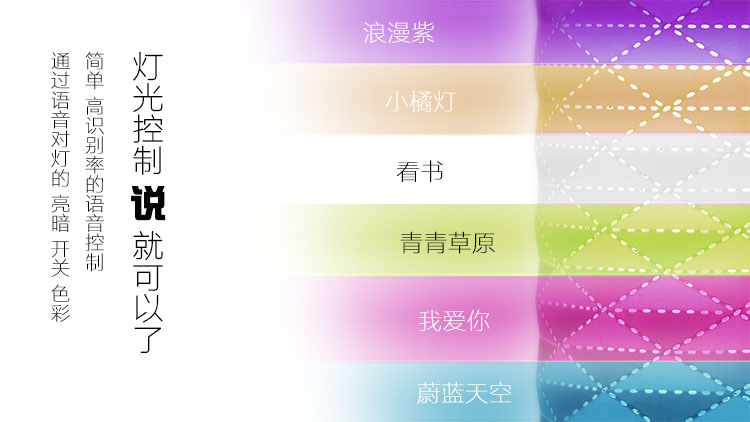 灯光控制 说 就可以了
简单 高识别率的语音控制
通过语音对灯的 亮暗 开关 色彩
浪漫紫
小橘灯
看书
青青草原
我爱你
蔚蓝天空